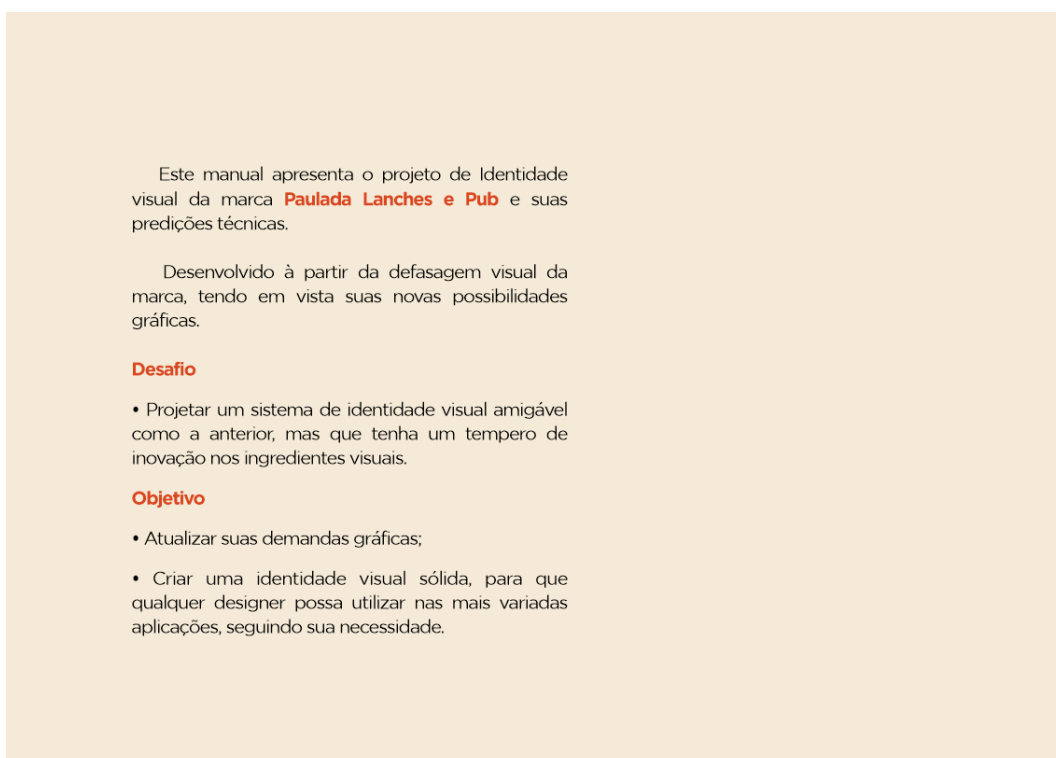 Este manual apresenta o projeto de Identidade
visual da marca Paulada Lanches e Pub e suas
predições técnicas.
Desenvolvido à partir da defasagem visual da
marca, tendo em vista suas novas possibilidades
gráficas.
Desafio
• Projetar um sistema de identidade visual amigável
como a anterior, mas que tenha um tempero de
inovação nos ingredientes visuais.
Objetivo
• Atualizar suas demandas gráficas;
• Criar uma identidade visual sólida, para que
qualquer designer possa utilizar nas mais variadas
aplicações, seguindo sua necessidade.